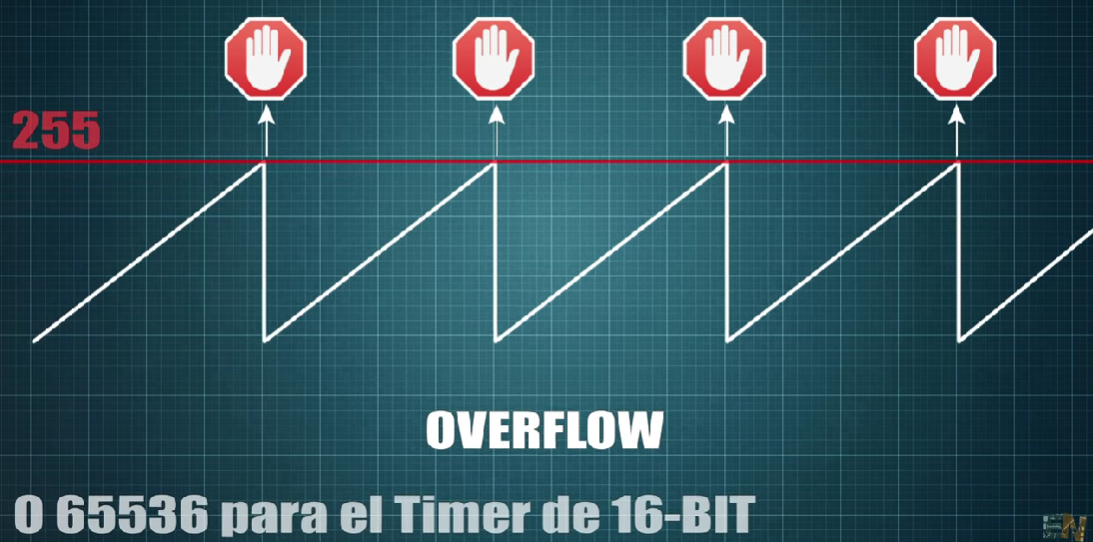 255
OVERFLOW
O 65536 para el Timer de 16-BIT